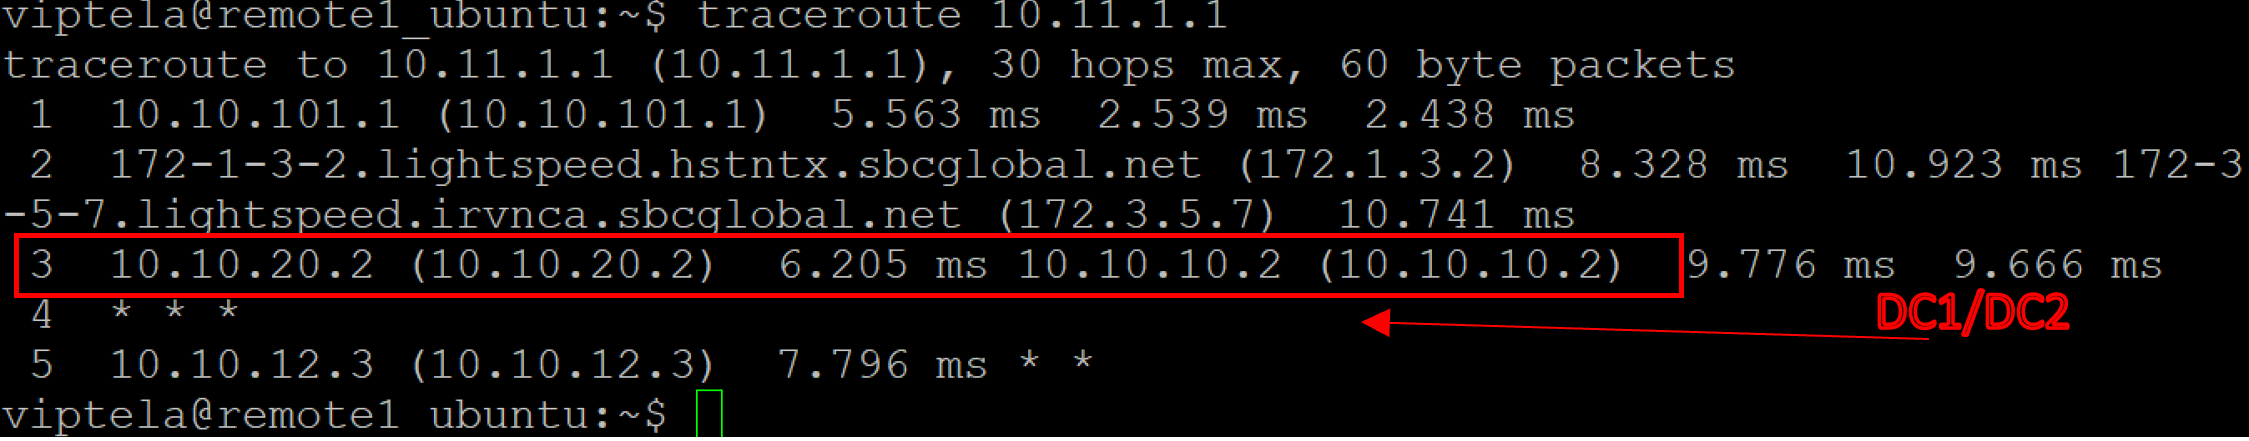 viptela@remote1_ubuntu:~$ traceroute 10.11.1.1
traceroute to 10.11.1.1 (10.11.1.1), 30 hops max, 60 byte packets
 1  10.10.101.1 (10.10.101.1)  5.563 ms  2.539 ms  2.438 ms
 2  172-1-3-2.lightspeed.hstntx.sbcglobal.net (172.1.3.2)  8.328 ms  10.923 ms 172-3
-5-7.lightspeed.irvnca.sbcglobal.net (172.3.5.7)  10.741 ms
 3  10.10.20.2 (10.10.20.2)  6.205 ms 10.10.10.2 (10.10.10.2)  9.776 ms  9.666 ms
 4  * * *
DC1/DC2
 5  10.10.12.3 (10.10.12.3)  7.796 ms * *
viptela@remote1_ubuntu:~$